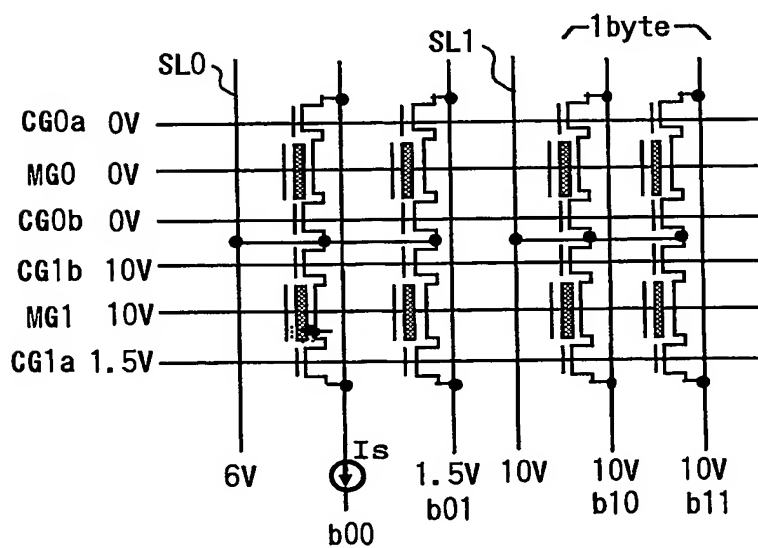 SL0
SL1
1byte
CG0a 0V
MG0 0V
CG0b 0V
CG1b 10V
MG1 10V
CG1a 1.5V
Is
6V
1.5V
10V
10V
10V
b00
b01
b10
b11